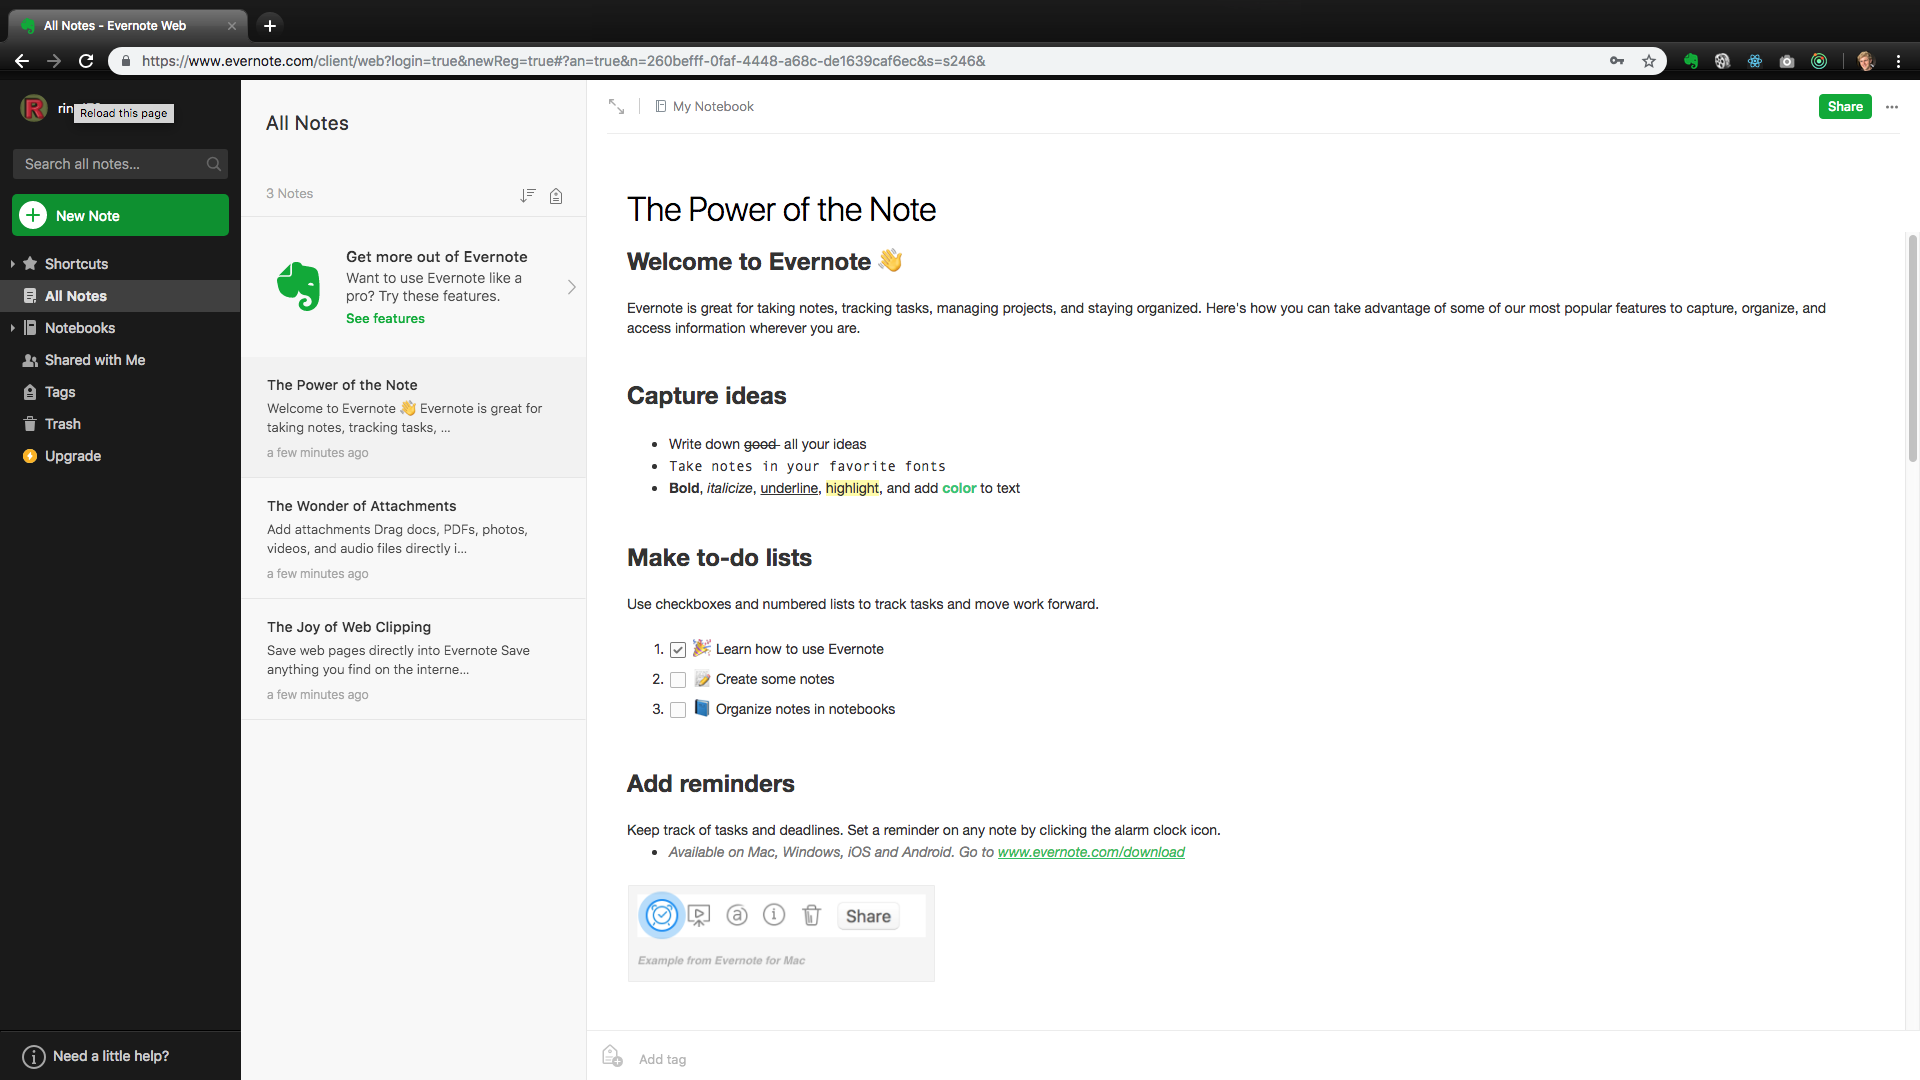 All Notes - Evernote Web
https://www.evernote.com/client/web?login=true&newReg=true#?an=true&n=260befff-0faf-4448-a68c-de1639caf6ec&s=s246&
R
Reload this page
Search all notes...
New Note
Shortcuts
All Notes
Notebooks
Shared with Me
Tags
Trash
Upgrade
Need a little help?
All Notes
3 Notes
Get more out of Evernote
Want to use Evernote like a
pro? Try these features.
See features
The Power of the Note
Welcome to Evernote 👋 Evernote is great for
taking notes, tracking tasks, ...
a few minutes ago
The Wonder of Attachments
Add attachments Drag docs, PDFs, photos,
videos, and audio files directly i...
a few minutes ago
The Joy of Web Clipping
Save web pages directly into Evernote Save
anything you find on the interne...
a few minutes ago
My Notebook
Share
The Power of the Note
Welcome to Evernote 👋
Evernote is great for taking notes, tracking tasks, managing projects, and staying organized. Here's how you can take advantage of some of our most popular features to capture, organize, and
access information wherever you are.
Capture ideas
• Write down good all your ideas
• Take notes in your favorite fonts
• Bold, italicize, underline, highlight, and add color to text
Make to-do lists
Use checkboxes and numbered lists to track tasks and move work forward.
1. Learn how to use Evernote
2. Create some notes
3. Organize notes in notebooks
Add reminders
Keep track of tasks and deadlines. Set a reminder on any note by clicking the alarm clock icon.
• Available on Mac, Windows, iOS and Android. Go to www.evernote.com/download
Share
Example from Evernote for Mac
Add tag